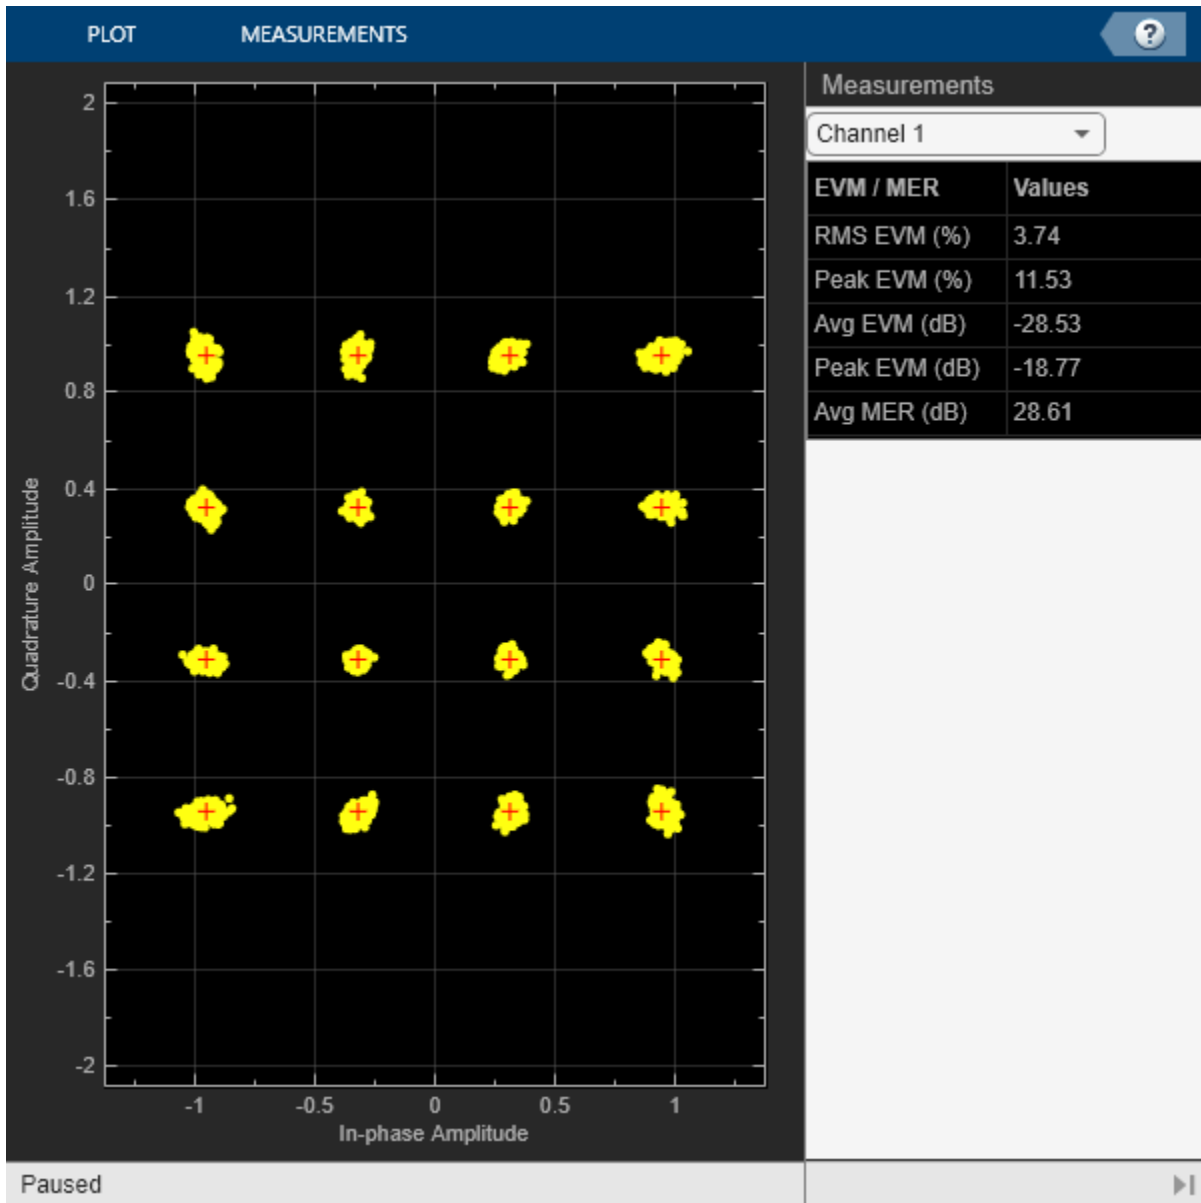 PLOT MEASUREMENTS ?
Measurements
Channel 1
EVM / MER Values
RMS EVM (%) 3.74
Peak EVM (%) 11.53
Avg EVM (dB) -28.53
Peak EVM (dB) -18.77
Avg MER (dB) 28.61
Quadrature Amplitude
2
1.6
1.2
0.8
0.4
0
-0.4
-0.8
-1.2
-1.6
-2
-1 -0.5 0 0.5 1
In-phase Amplitude
Paused